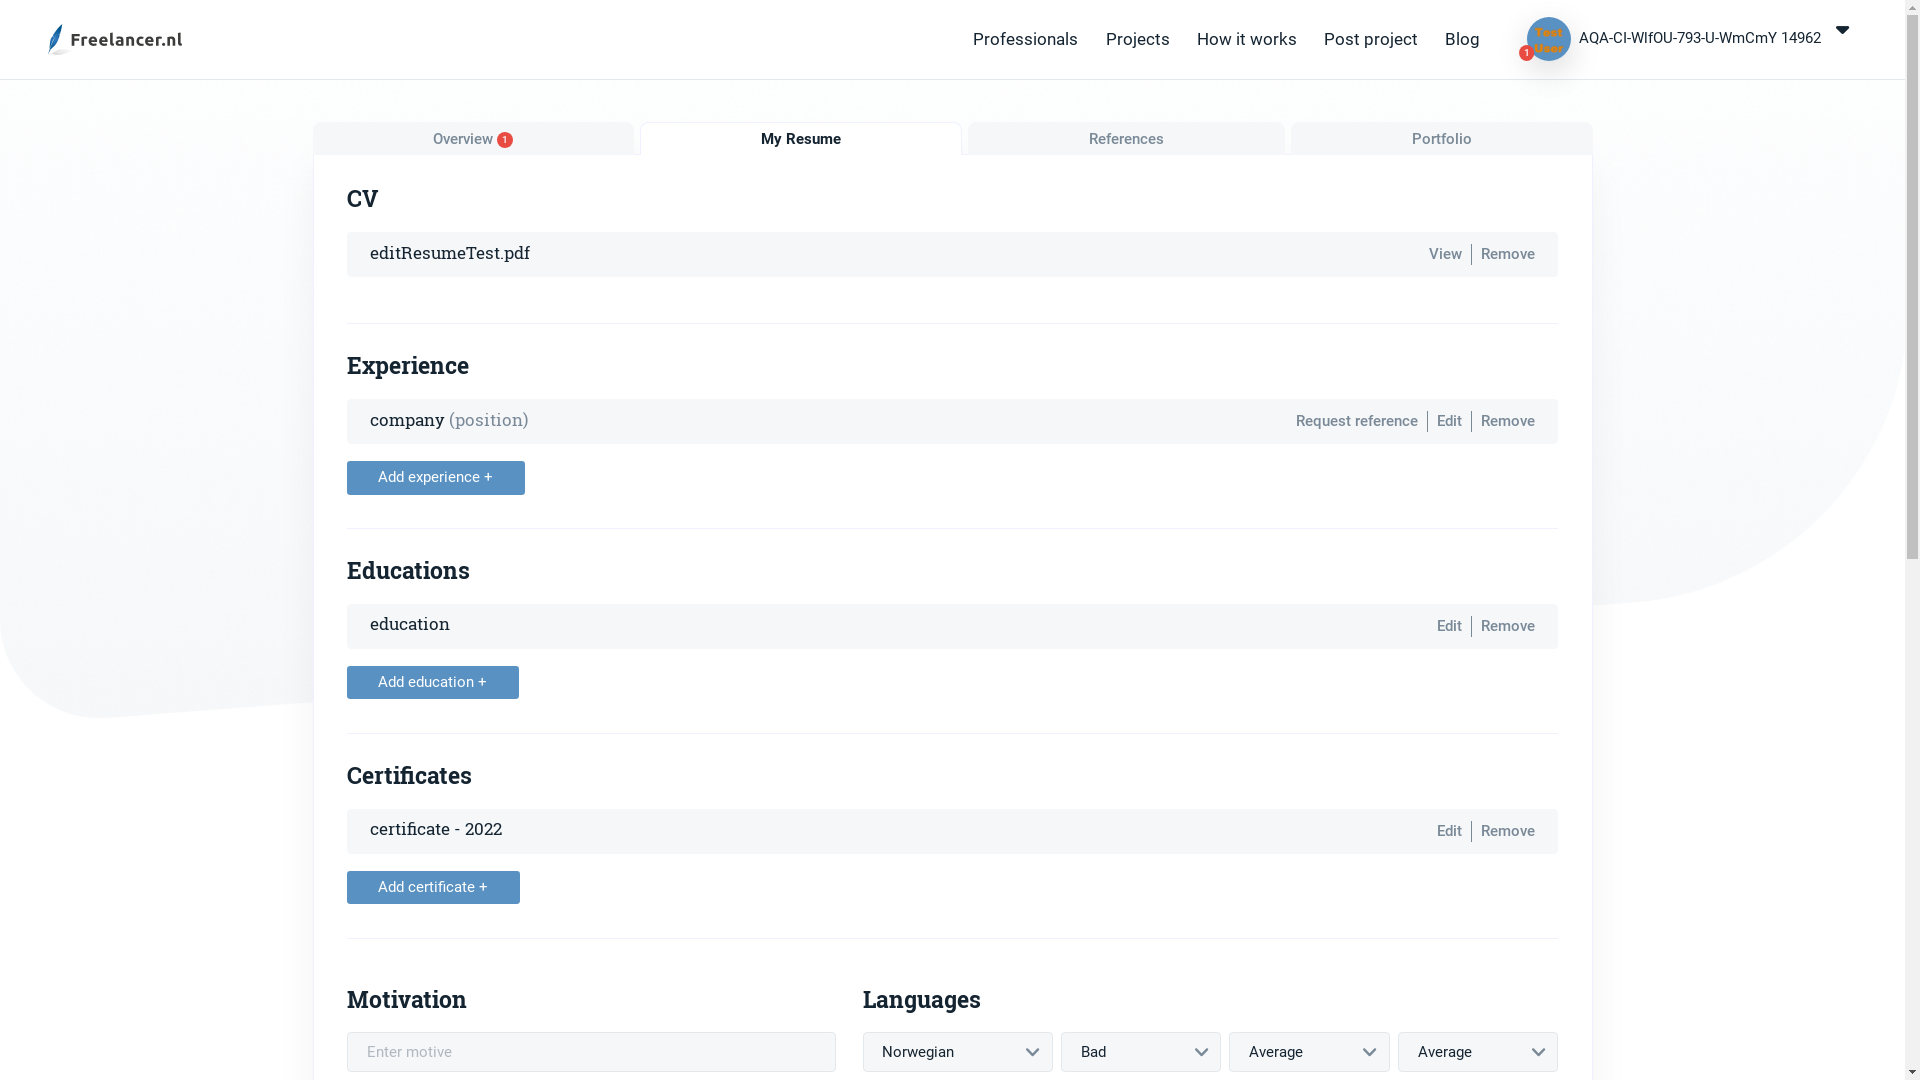 Freelancer.nl
Professionals
Projects
How it works
Post project
Blog
Test
User
1
AQA-CI-WlfOU-793-U-WmCmY 14962
Overview 1
My Resume
References
Portfolio
CV
editResumeTest.pdf
View
Remove
Experience
company (position)
Request reference
Edit
Remove
Add experience +
Educations
education
Edit
Remove
Add education +
Certificates
certificate - 2022
Edit
Remove
Add certificate +
Motivation
Enter motive
Languages
Norwegian
Bad
Average
Average